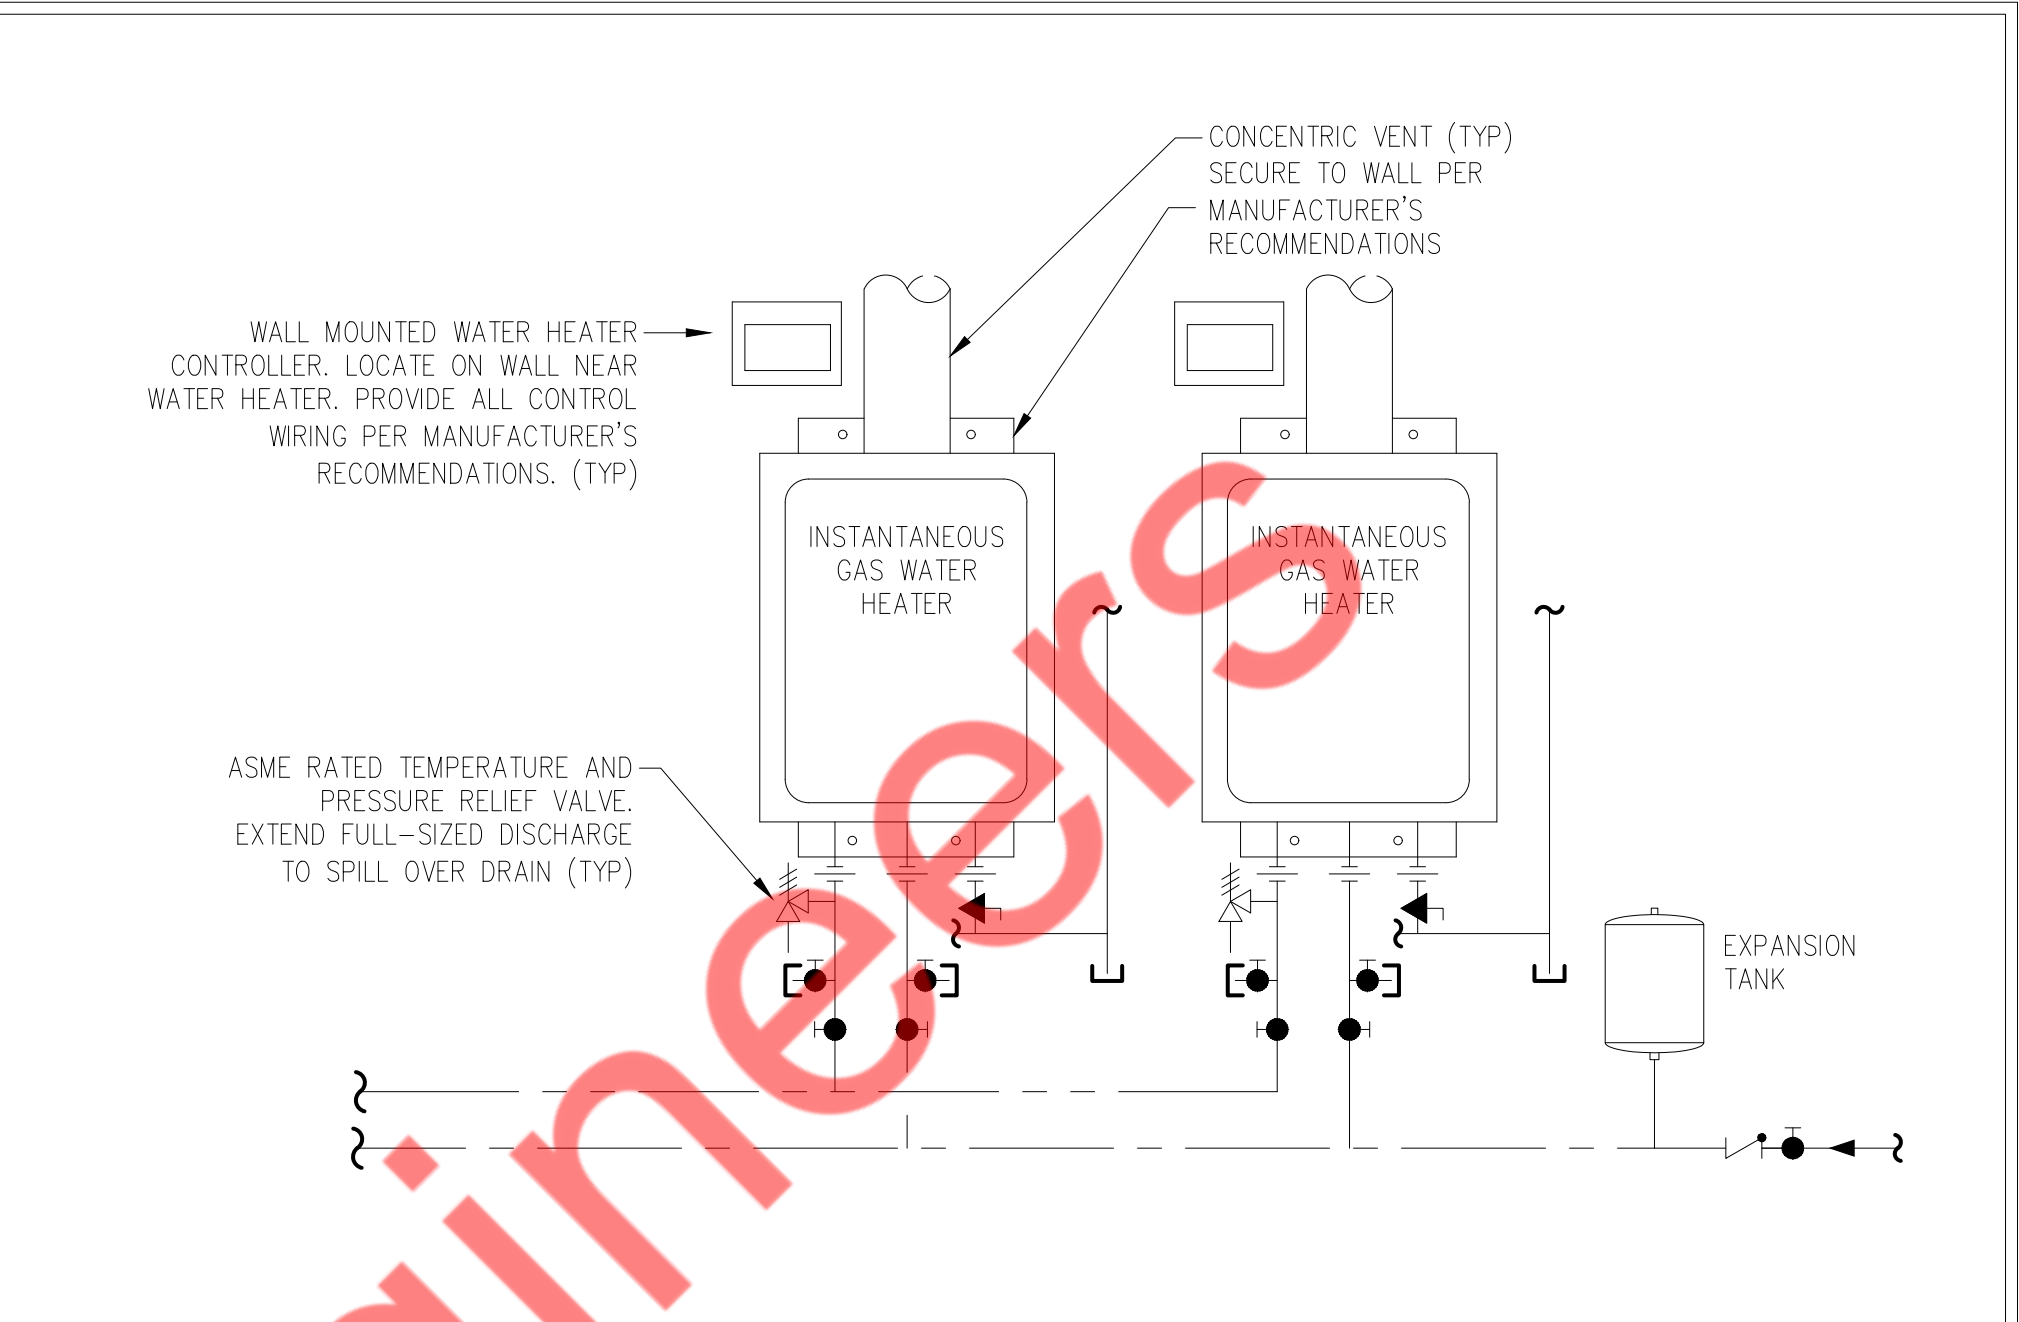 CONCENTRIC VENT (TYP)
SECURE TO WALL PER
MANUFACTURER'S
RECOMMENDATIONS
WALL MOUNTED WATER HEATER
CONTROLLER. LOCATE ON WALL NEAR
WATER HEATER. PROVIDE ALL CONTROL
WIRING PER MANUFACTURER'S
RECOMMENDATIONS. (TYP)
INSTANTANEOUS
GAS WATER
HEATER
INSTANTANEOUS
GAS WATER
HEATER
ASME RATED TEMPERATURE AND
PRESSURE RELIEF VALVE.
EXTEND FULL-SIZED DISCHARGE
TO SPILL OVER DRAIN (TYP)
EXPANSION
TANK
gineers